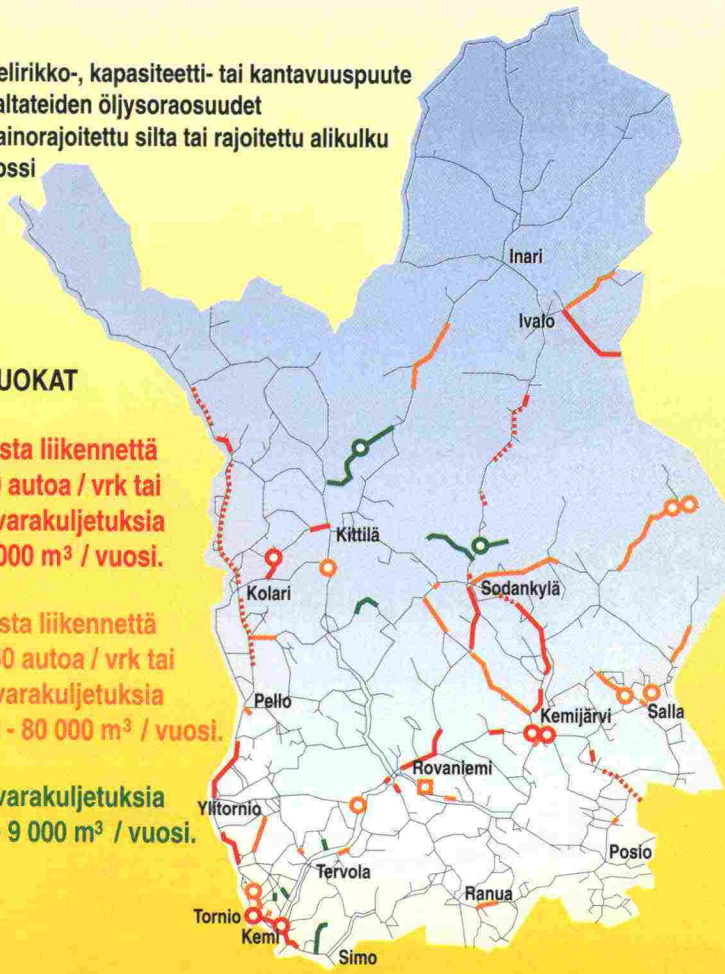 elirikko-, kapasiteetti- tai kantavuuspuute
altateiden öljysoraosuudet
ainorajoitettu silta tai rajoitettu alikulku
ossi
UOKAT
sta liikennettä
autoa / vrk tai
varakuljetuksia
000 m³ / vuosi.
sta liikennettä
0 autoa / vrk tai
varakuljetuksia
- 80 000 m³ / vuosi.
varakuljetuksia
9 000 m³ / vuosi.
Inari
Ivalo
Kittilä
Kolari
Sodankylä
Pello
Kemijärvi
Salla
Rovaniemi
Ylitornio
Posio
Tervola
Ranua
Tornio
Kemi
Simo